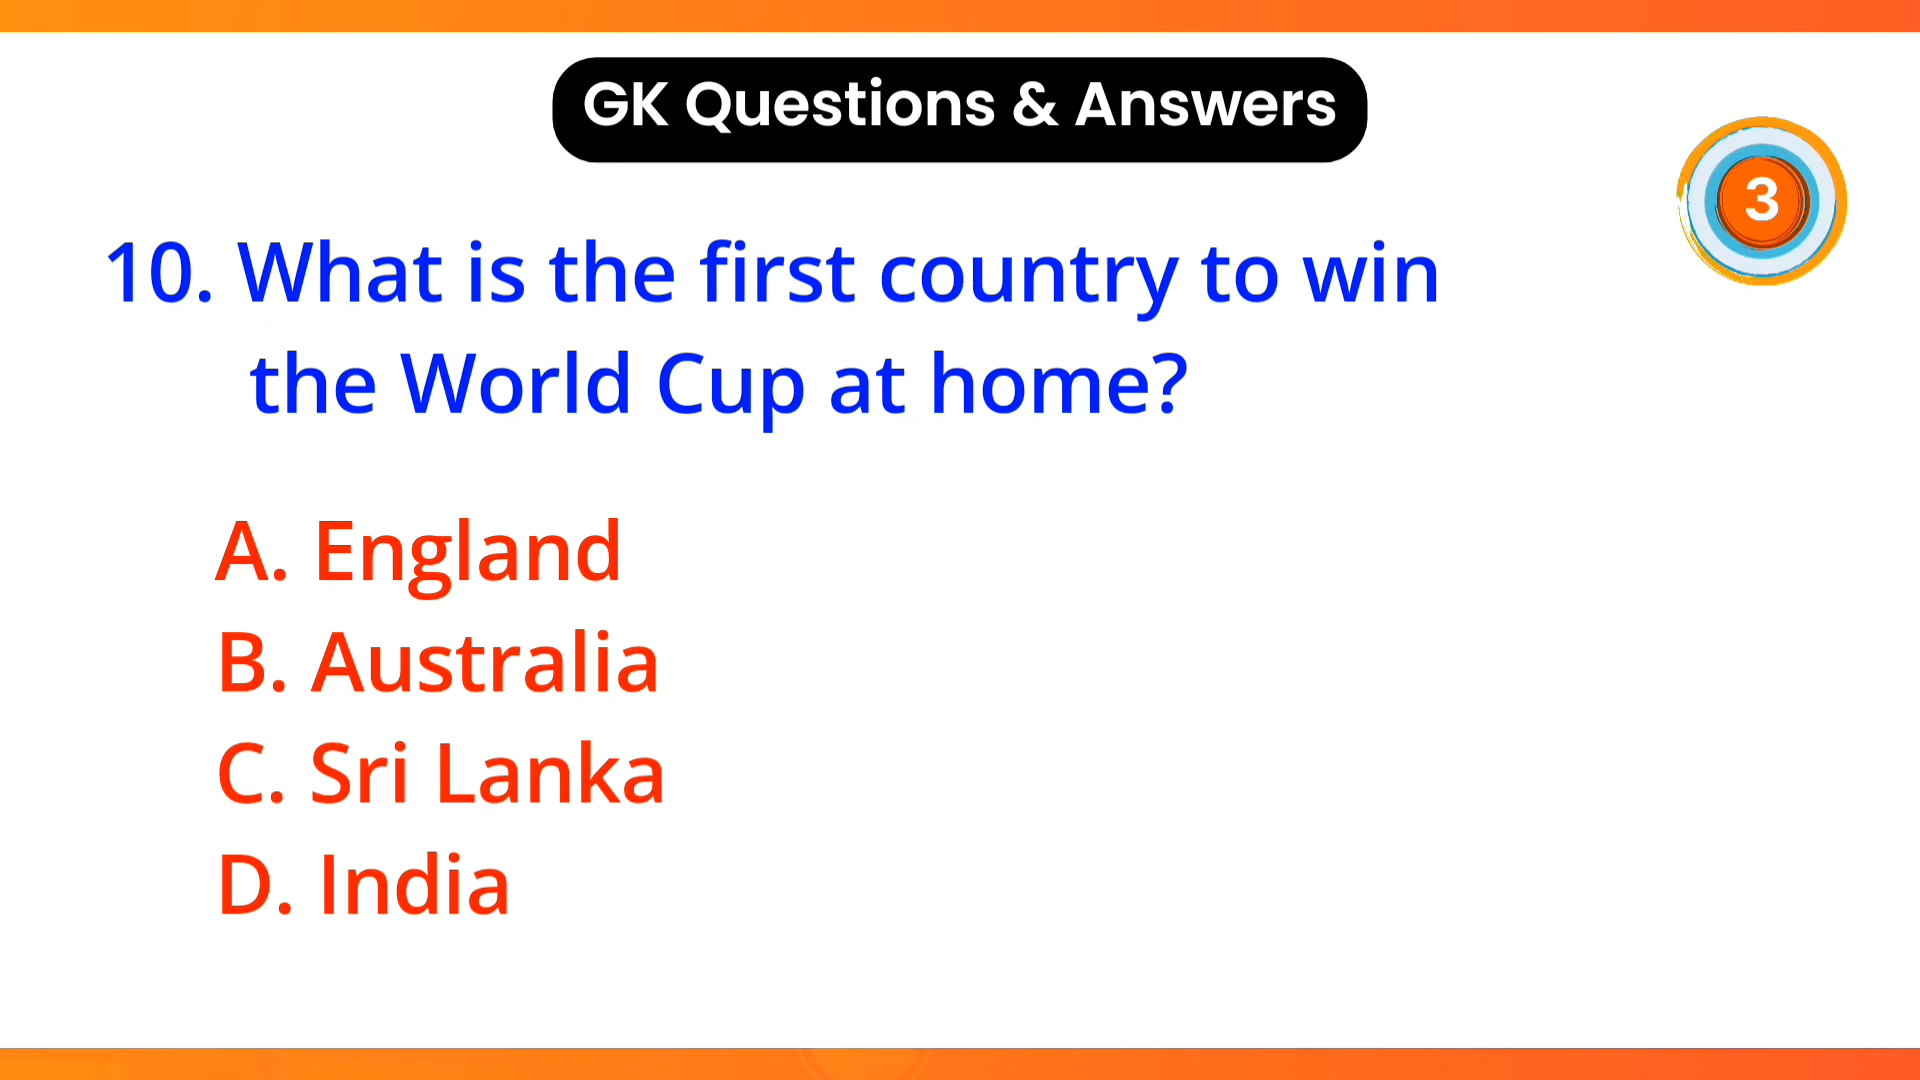 GK Questions & Answers
3
10. What is the first country to win
the World Cup at home?
A. England
B. Australia
C. Sri Lanka
D. India